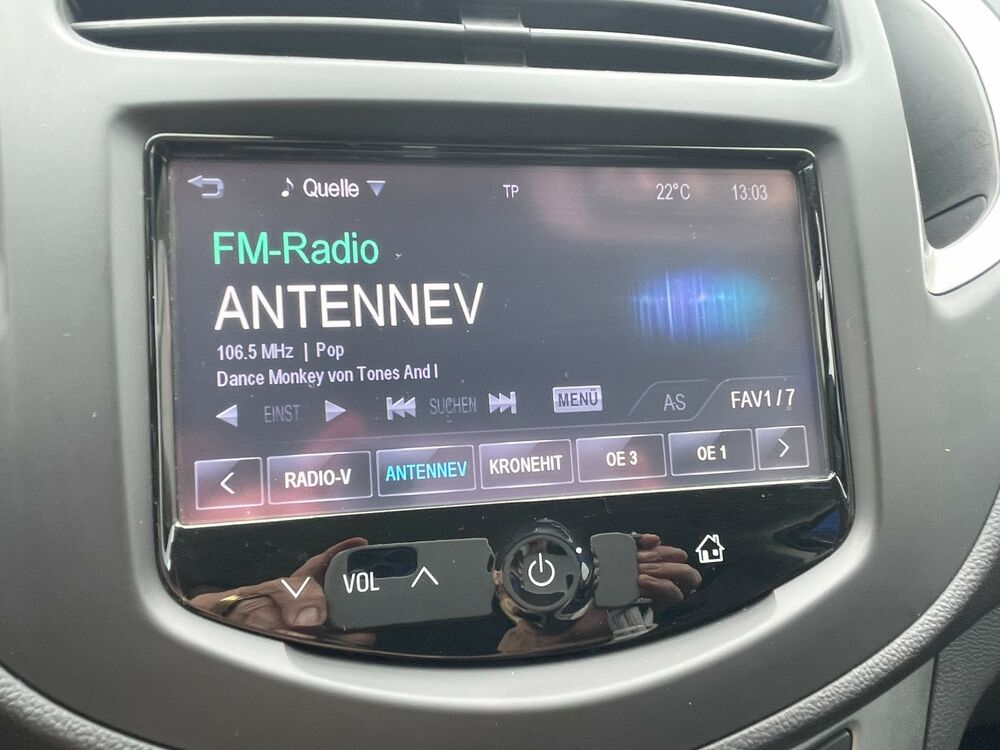 Quelle TP 22°C 13:03
FM-Radio
ANTENNEV
106.5 MHz | Pop
Dance Monkey von Tones And I
EINST SUCHEN MENÜ A-S FAV1 / 7
< RADIO-V ANTENNEV KRONEHIT OE 3 OE 1 >
VOL